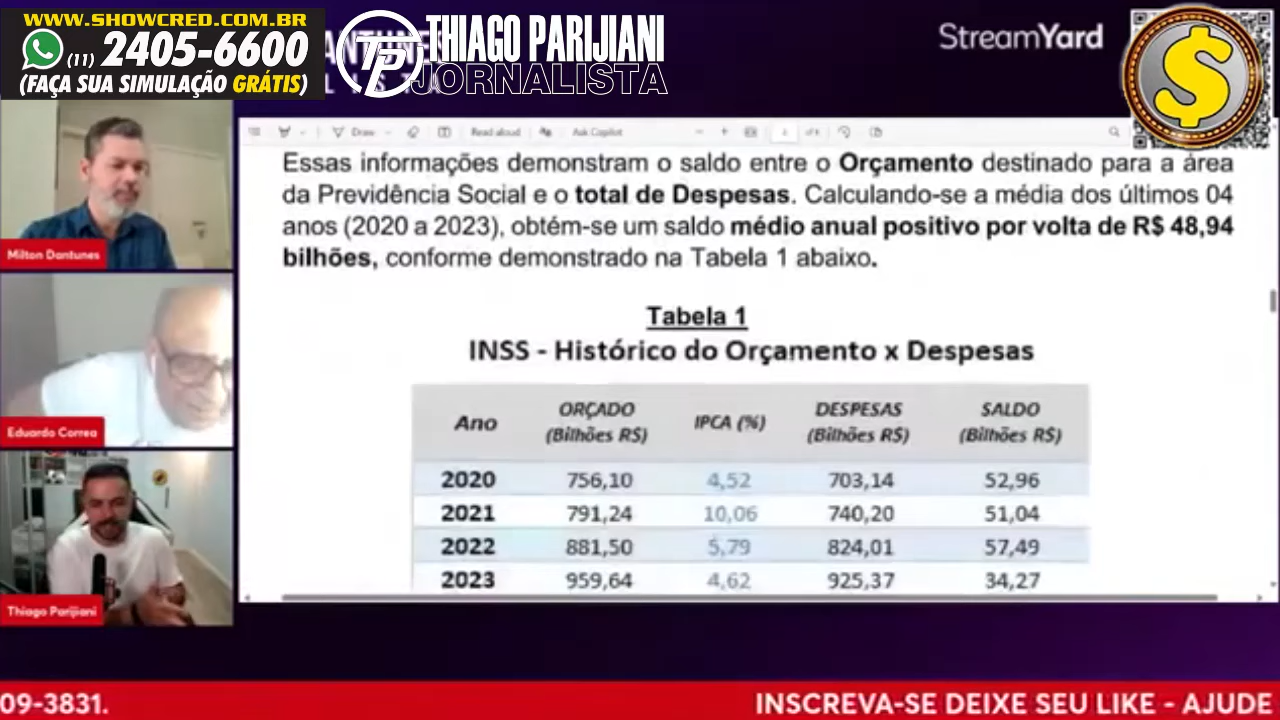 WWW.SHOWCRED.COM.BR
(11) 2405-6600
(FAÇA SUA SIMULAÇÃO GRÁTIS)
TP
THIAGO PARIJIANI
JORNALISTA
StreamYard
Draw
Read aloud
Ask Copilot
Essas informações demonstram o saldo entre o Orçamento destinado para a área
da Previdência Social e o total de Despesas. Calculando-se a média dos últimos 04
anos (2020 a 2023), obtém-se um saldo médio anual positivo por volta de R$ 48,94
bilhões, conforme demonstrado na Tabela 1 abaixo.
Tabela 1
INSS - Histórico do Orçamento x Despesas
Ano ORÇADO (Bilhões R$) IPCA (%) DESPESAS (Bilhões R$) SALDO (Bilhões R$)
2020 756,10 4,52 703,14 52,96
2021 791,24 10,06 740,20 51,04
2022 881,50 5,79 824,01 57,49
2023 959,64 4,62 925,37 34,27
Milton Dantunes
Eduardo Correa
Thiago Parijiani
09-3831.
INSCREVA-SE DEIXE SEU LIKE - AJUDE